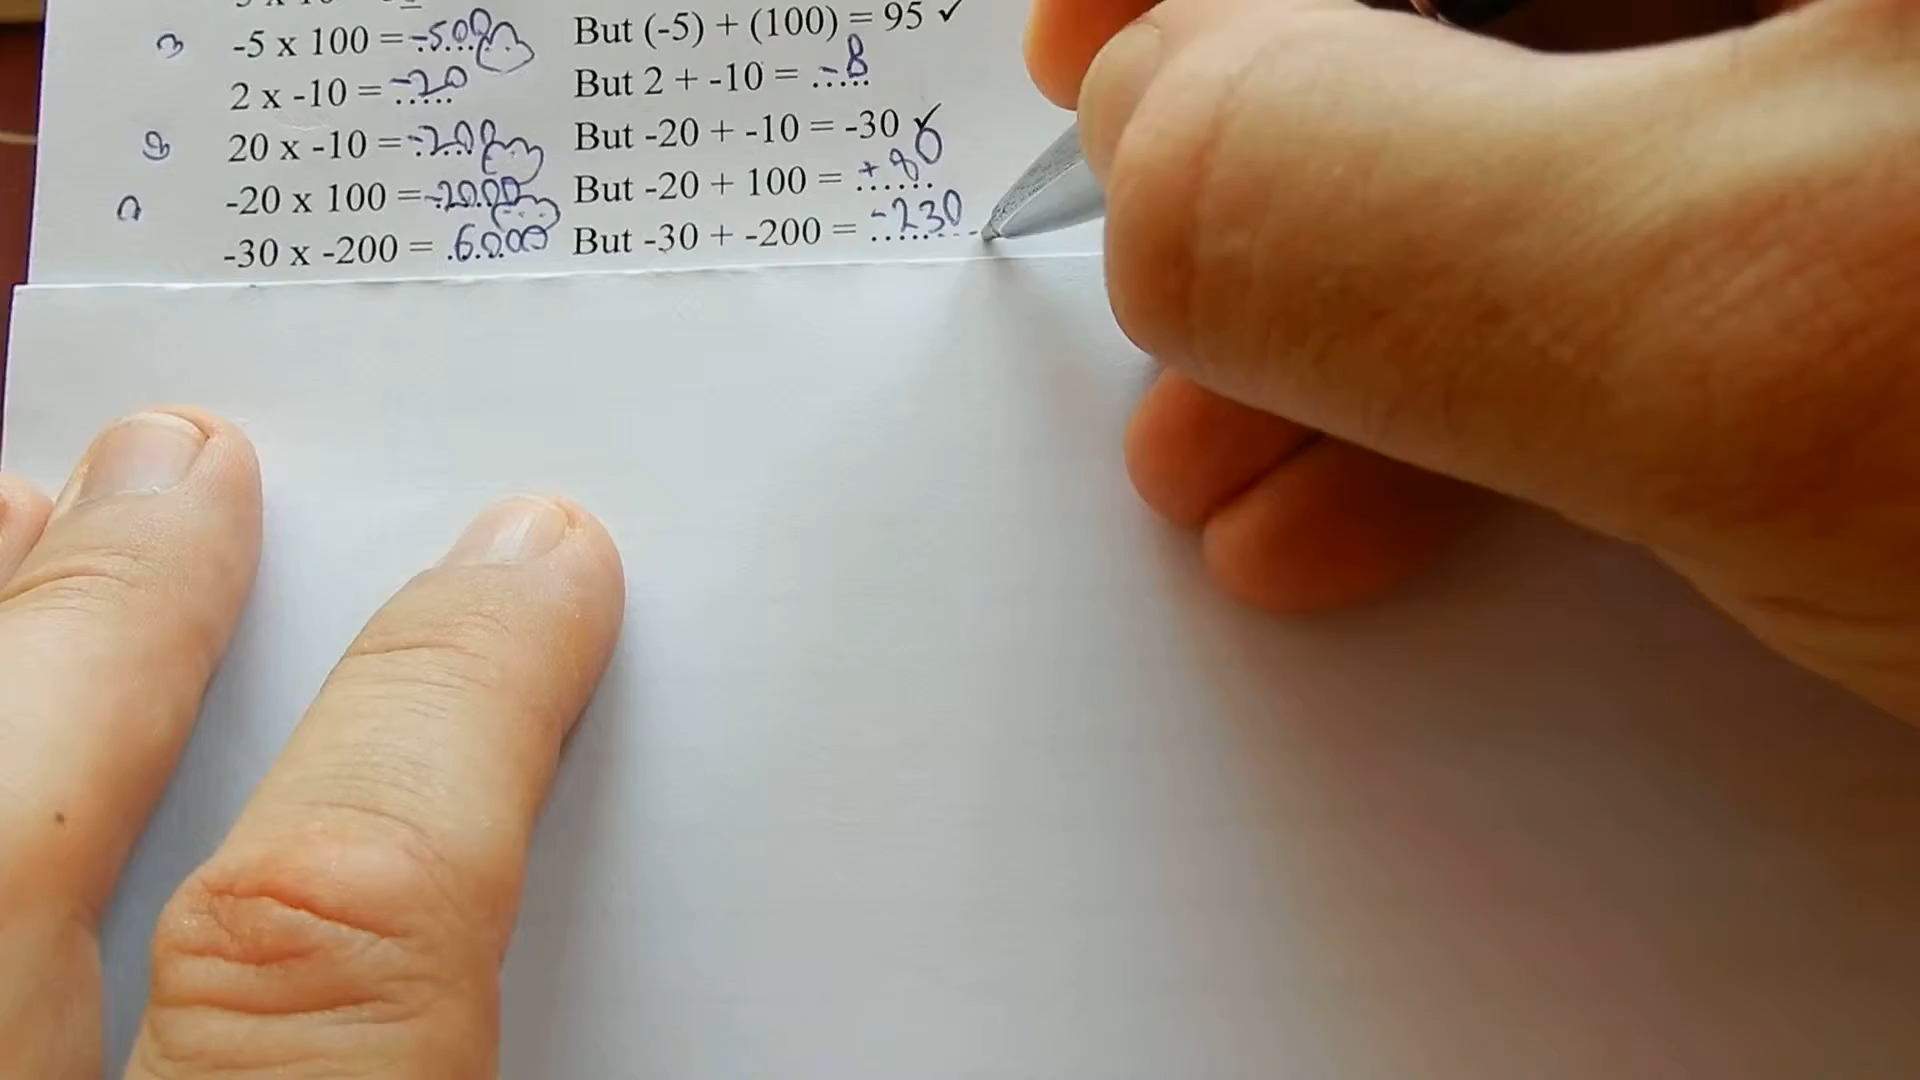 -5 x 100 = -500 But (-5) + (100) = 95 ✓
2 x -10 = -20 But 2 + -10 = -8
20 x -10 = -200 But -20 + -10 = -30 ✓
-20 x 100 = -2000 But -20 + 100 = +80
-30 x -200 = 6000 But -30 + -200 = -230